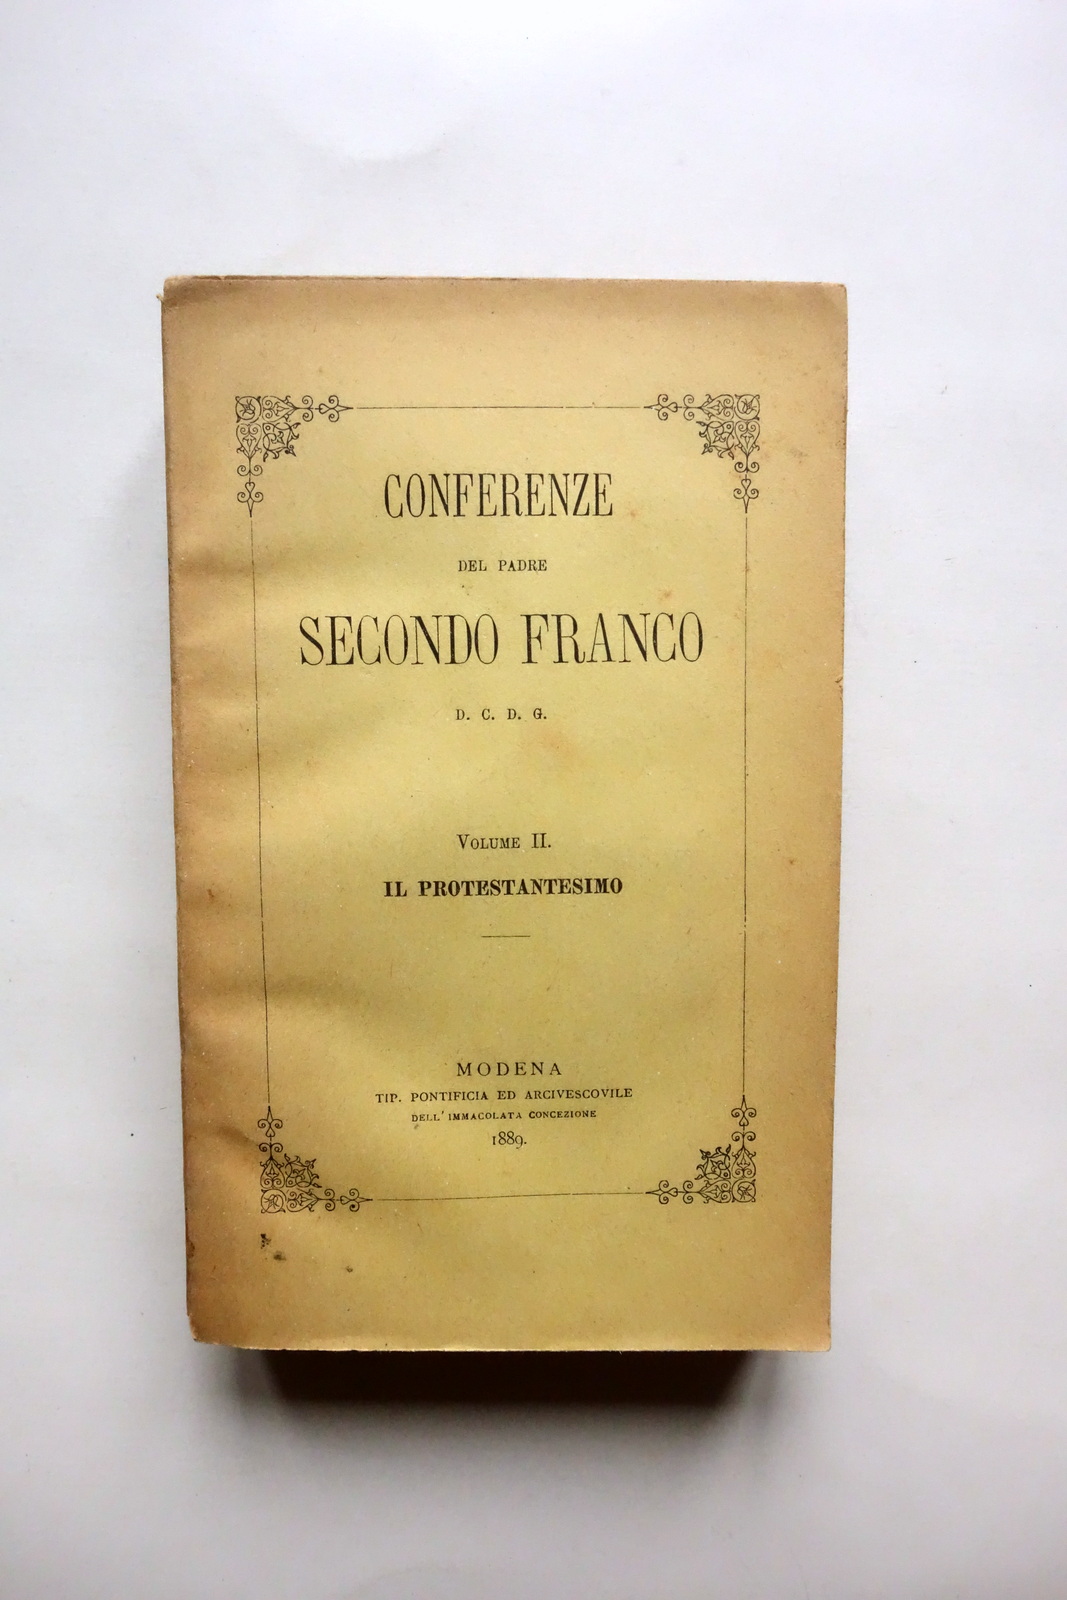 CONFERENZE
DEL PADRE
SECONDO FRANCO
D. C. D. G.
VOLUME II.
IL PROTESTANTESIMO
MODENA
TIP. PONTIFICIA ED ARCIVESCOVILE
DELL' IMMACOLATA CONCEZIONE
1889.